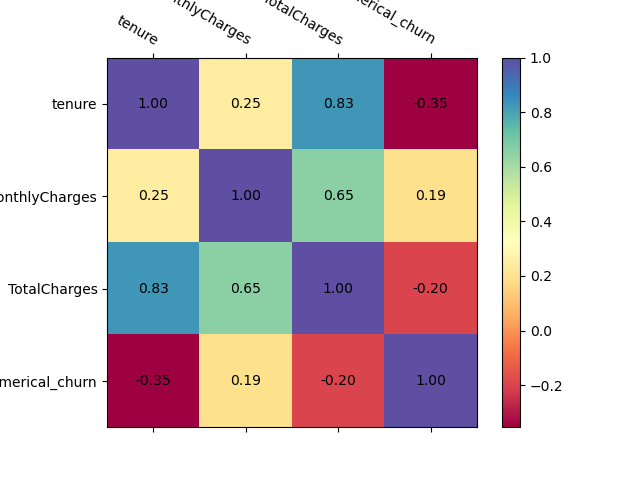 tenure
nthlyCharges
TotalCharges
merical_churn
tenure 1.00 0.25 0.83 -0.35
onthlyCharges 0.25 1.00 0.65 0.19
TotalCharges 0.83 0.65 1.00 -0.20
merical_churn -0.35 0.19 -0.20 1.00
1.0
0.8
0.6
0.4
0.2
0.0
−0.2